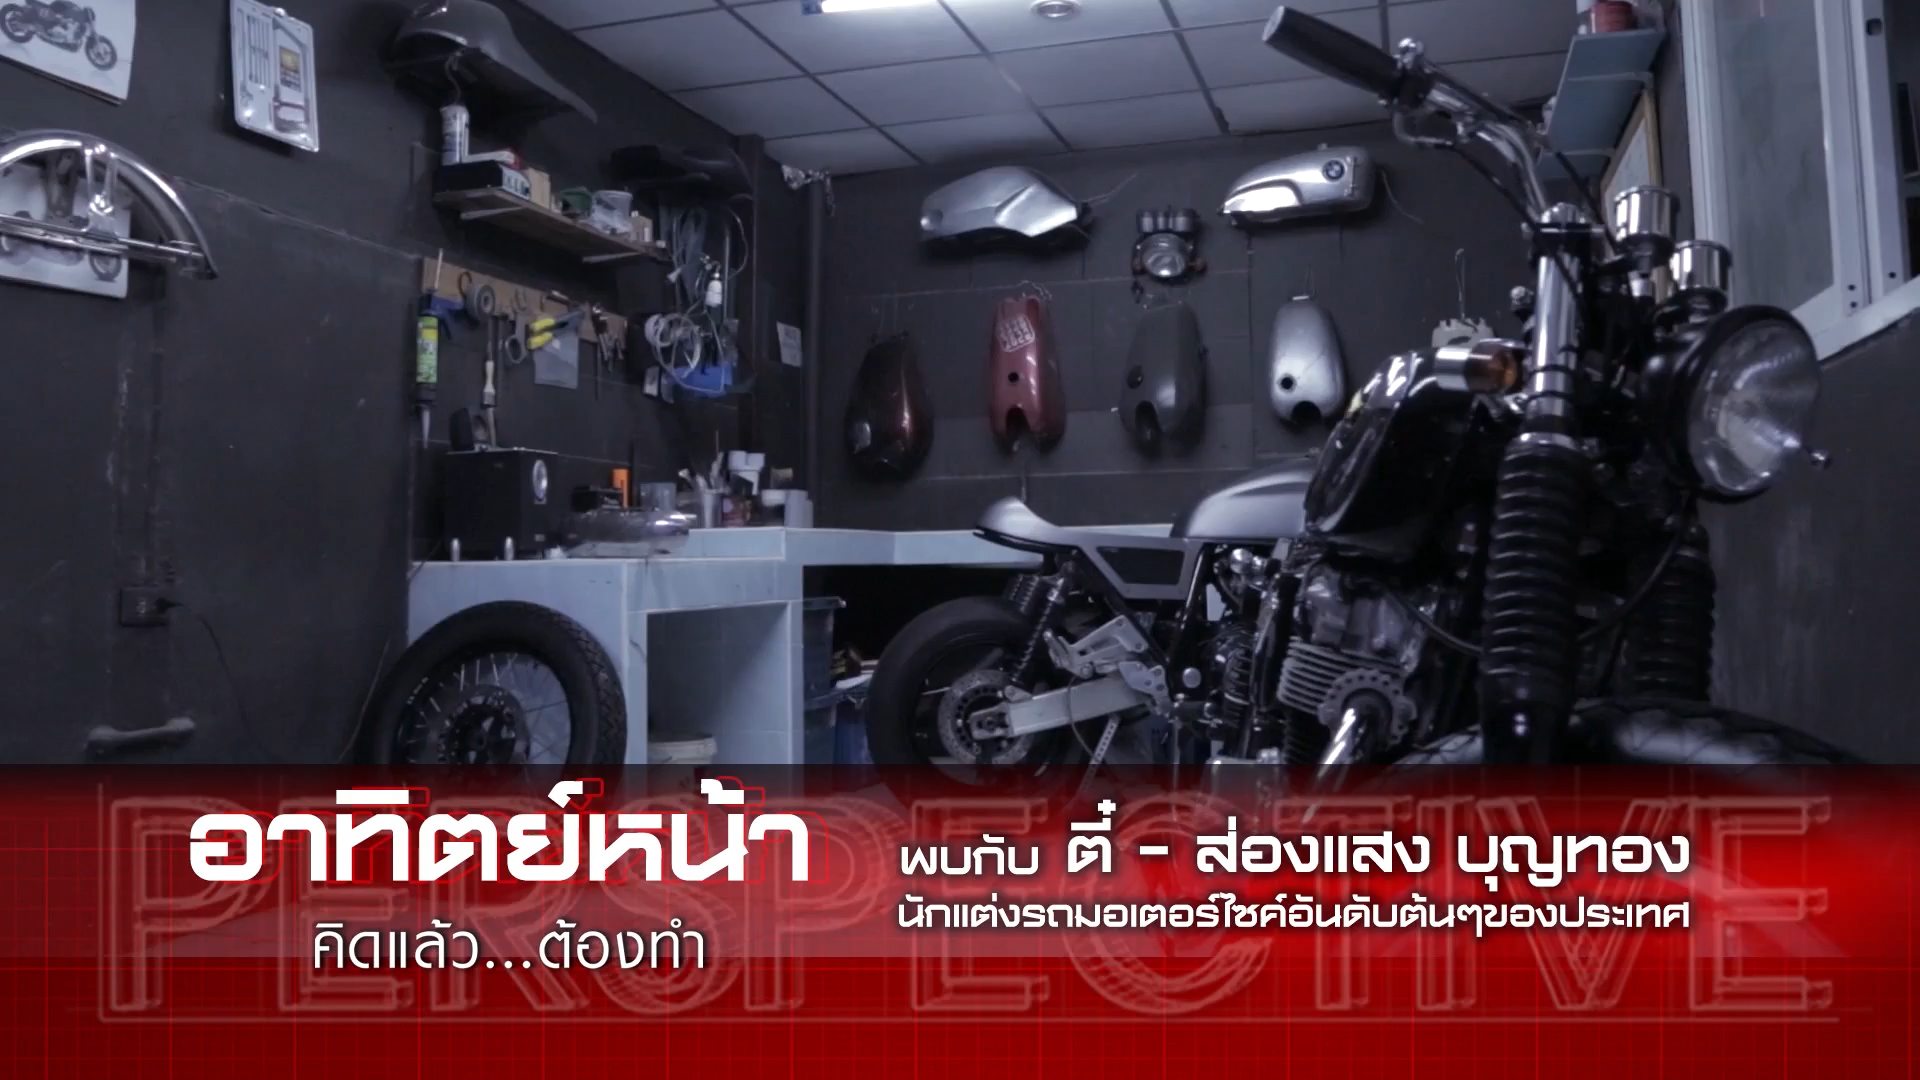 อาทิตย์หน้า
คิดแล้ว...ต้องทำ
พบกับ ตี๋ - ส่องแสง บุญทอง
นักแต่งรถมอเตอร์ไซค์อันดับต้นๆของประเทศ
PERSPECTIVE